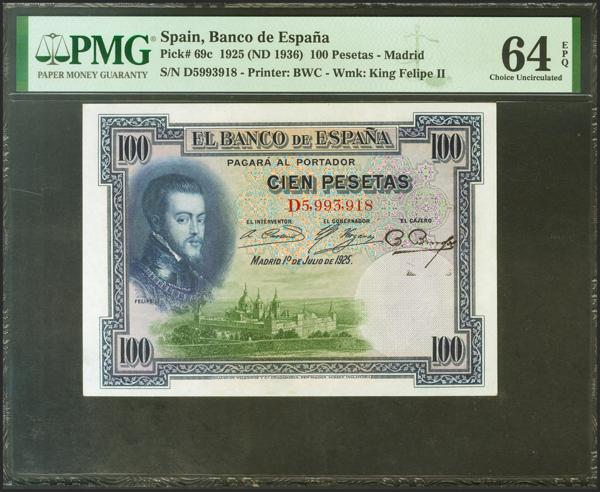 PMG
PAPER MONEY GUARANTY
Spain, Banco de España
Pick# 69c 1925 (ND 1936) 100 Pesetas - Madrid
S/N D5993918 - Printer: BWC - Wmk: King Felipe II
64 EPQ
Choice Uncirculated
100 EL BANCO DE ESPAÑA 100
PAGARÁ AL PORTADOR
CIEN PESETAS
D5,993,918
EL INTERVENTOR EL GOBERNADOR EL CAJERO
MADRID 1º DE JULIO DE 1925.
FELIPE
100 100